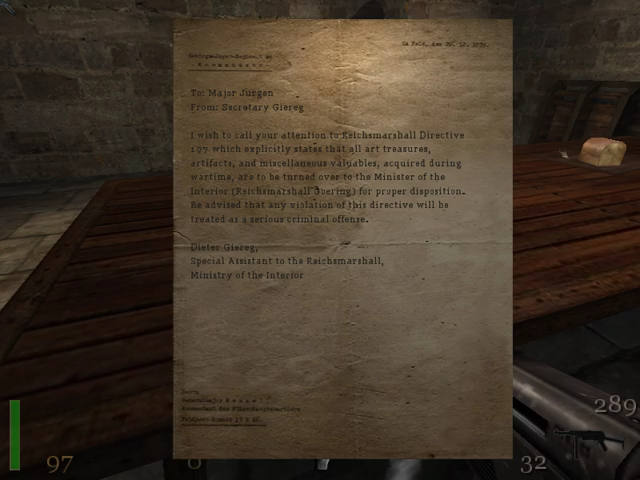 To: Major Jurgen
From: Secretary Giereg
I wish to call your attention to Reichsmarshall Directive
197 which explicitly states that all art treasures,
artifacts, and miscellaneous valuables, acquired during
wartime, are to be turned over to the Minister of the
Interior (Reichsmarshall Goering) for proper disposition.
Be advised that any violation of this directive will be
treated as a serious criminal offense.
Dieter Giereg,
Special Assistant to the Reichsmarshall,
Ministry of the Interior
289
97
0
32